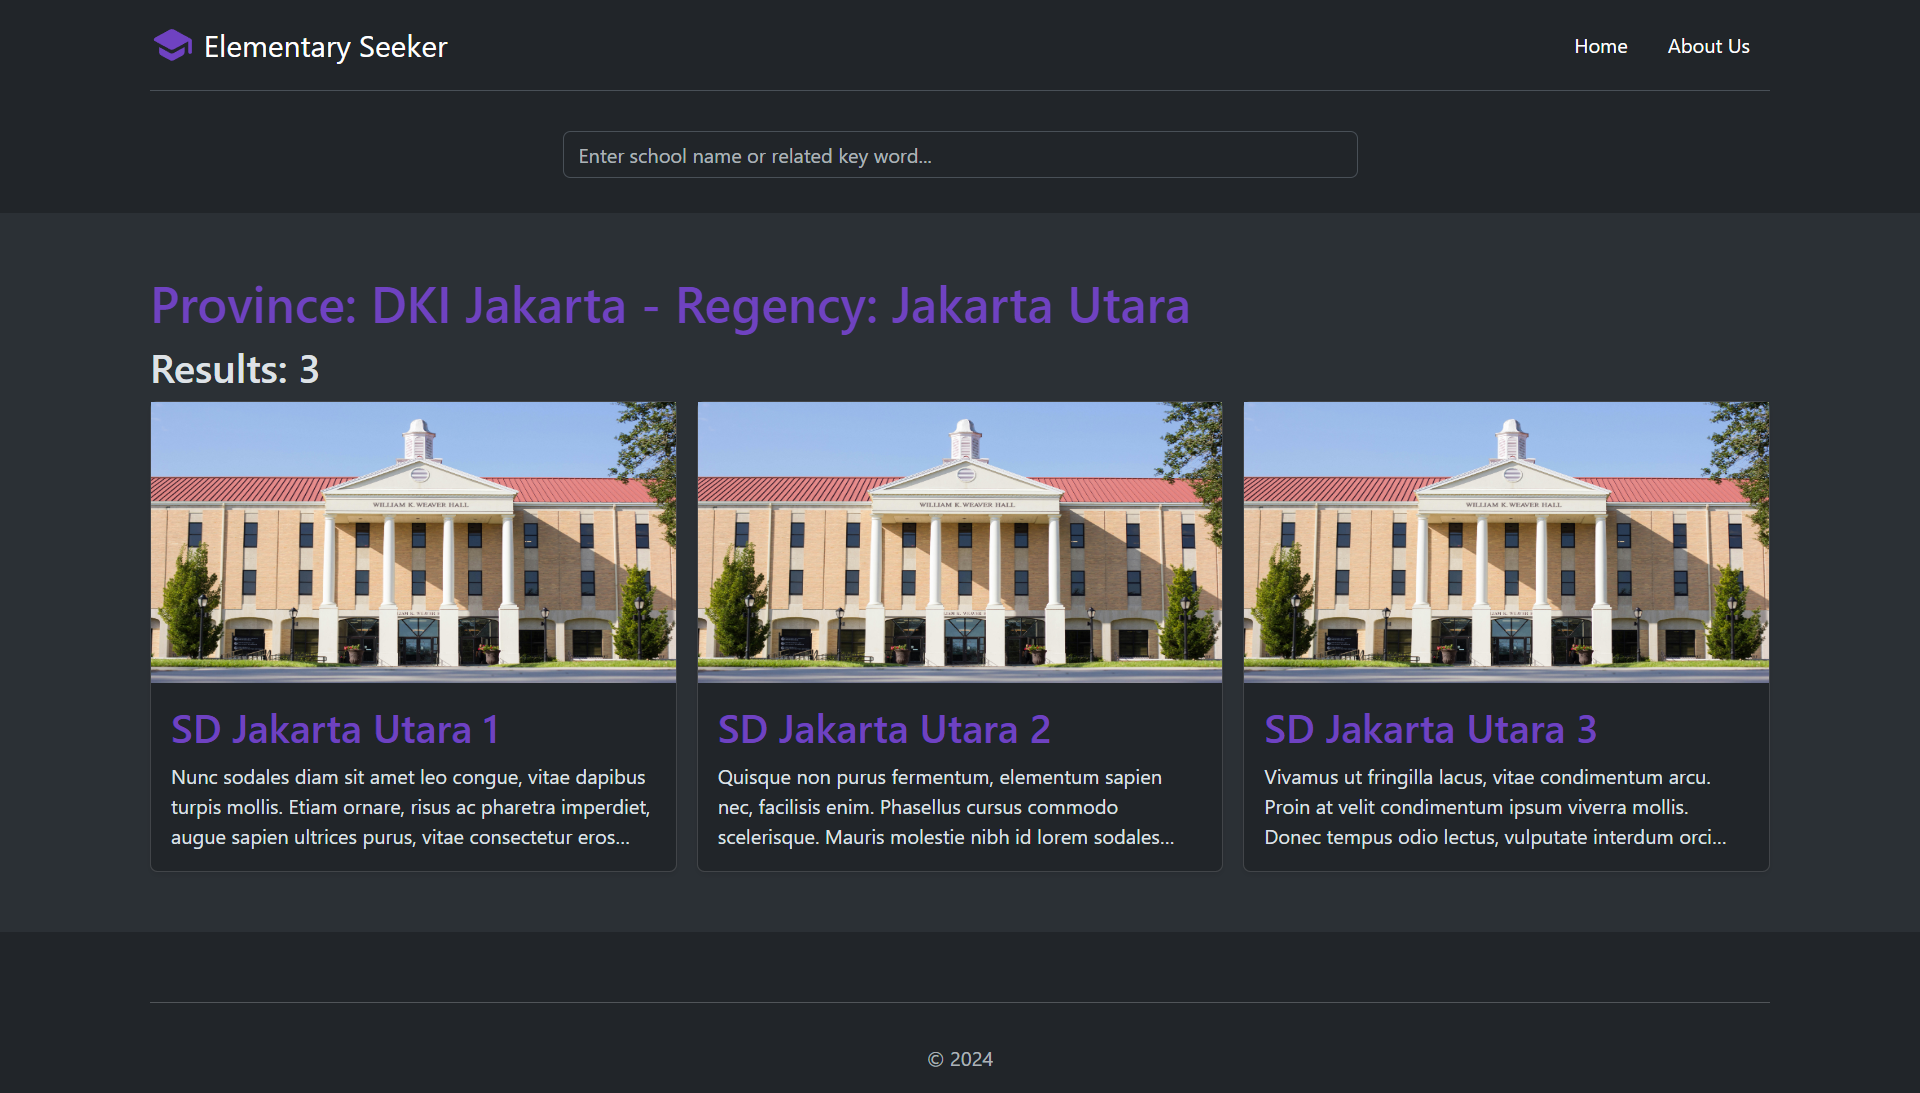 Elementary Seeker
Home
About Us
Enter school name or related key word...
Province: DKI Jakarta - Regency: Jakarta Utara
Results: 3
WILLIAM K. WEAVER HALL
SD Jakarta Utara 1
Nunc sodales diam sit amet leo congue, vitae dapibus
turpis mollis. Etiam ornare, risus ac pharetra imperdiet,
augue sapien ultrices purus, vitae consectetur eros...
WILLIAM K. WEAVER HALL
SD Jakarta Utara 2
Quisque non purus fermentum, elementum sapien
nec, facilisis enim. Phasellus cursus commodo
scelerisque. Mauris molestie nibh id lorem sodales...
WILLIAM K. WEAVER HALL
SD Jakarta Utara 3
Vivamus ut fringilla lacus, vitae condimentum arcu.
Proin at velit condimentum ipsum viverra mollis.
Donec tempus odio lectus, vulputate interdum orci...
© 2024